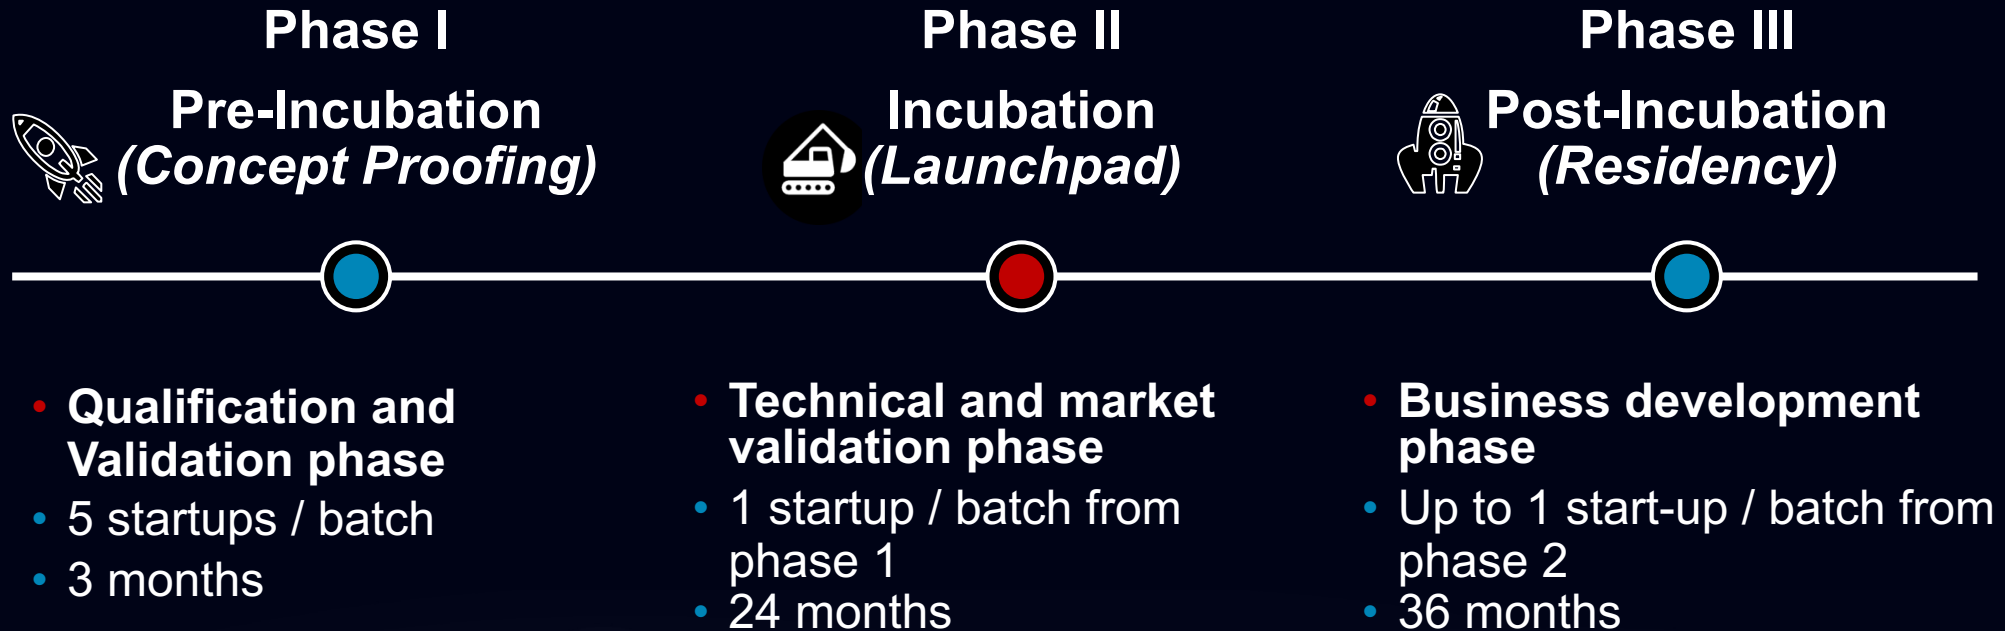 Phase I
Pre-Incubation
(Concept Proofing)
Phase II
Incubation
(Launchpad)
Phase III
Post-Incubation
(Residency)
• Qualification and
Validation phase
• 5 startups / batch
• 3 months
• Technical and market
validation phase
• 1 startup / batch from
phase 1
• 24 months
• Business development
phase
• Up to 1 start-up / batch from
phase 2
• 36 months